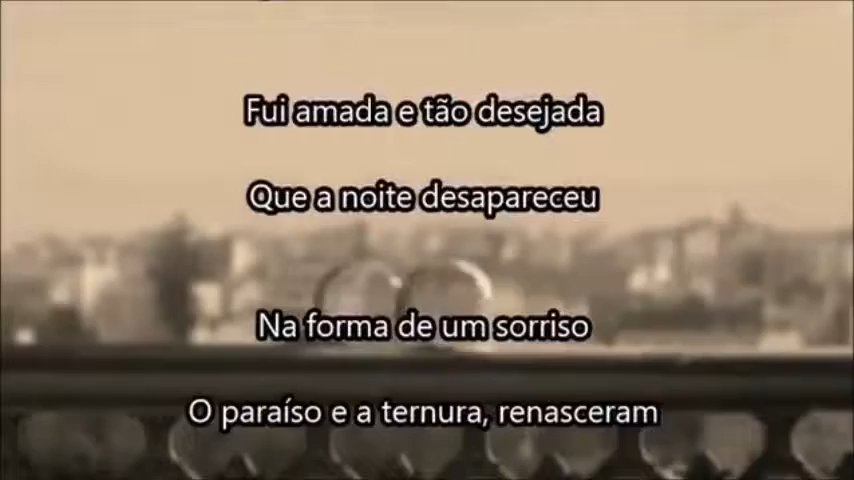 Fui amada e tão desejada
Que a noite desapareceu
Na forma de um sorriso
O paraíso e a ternura, renasceram